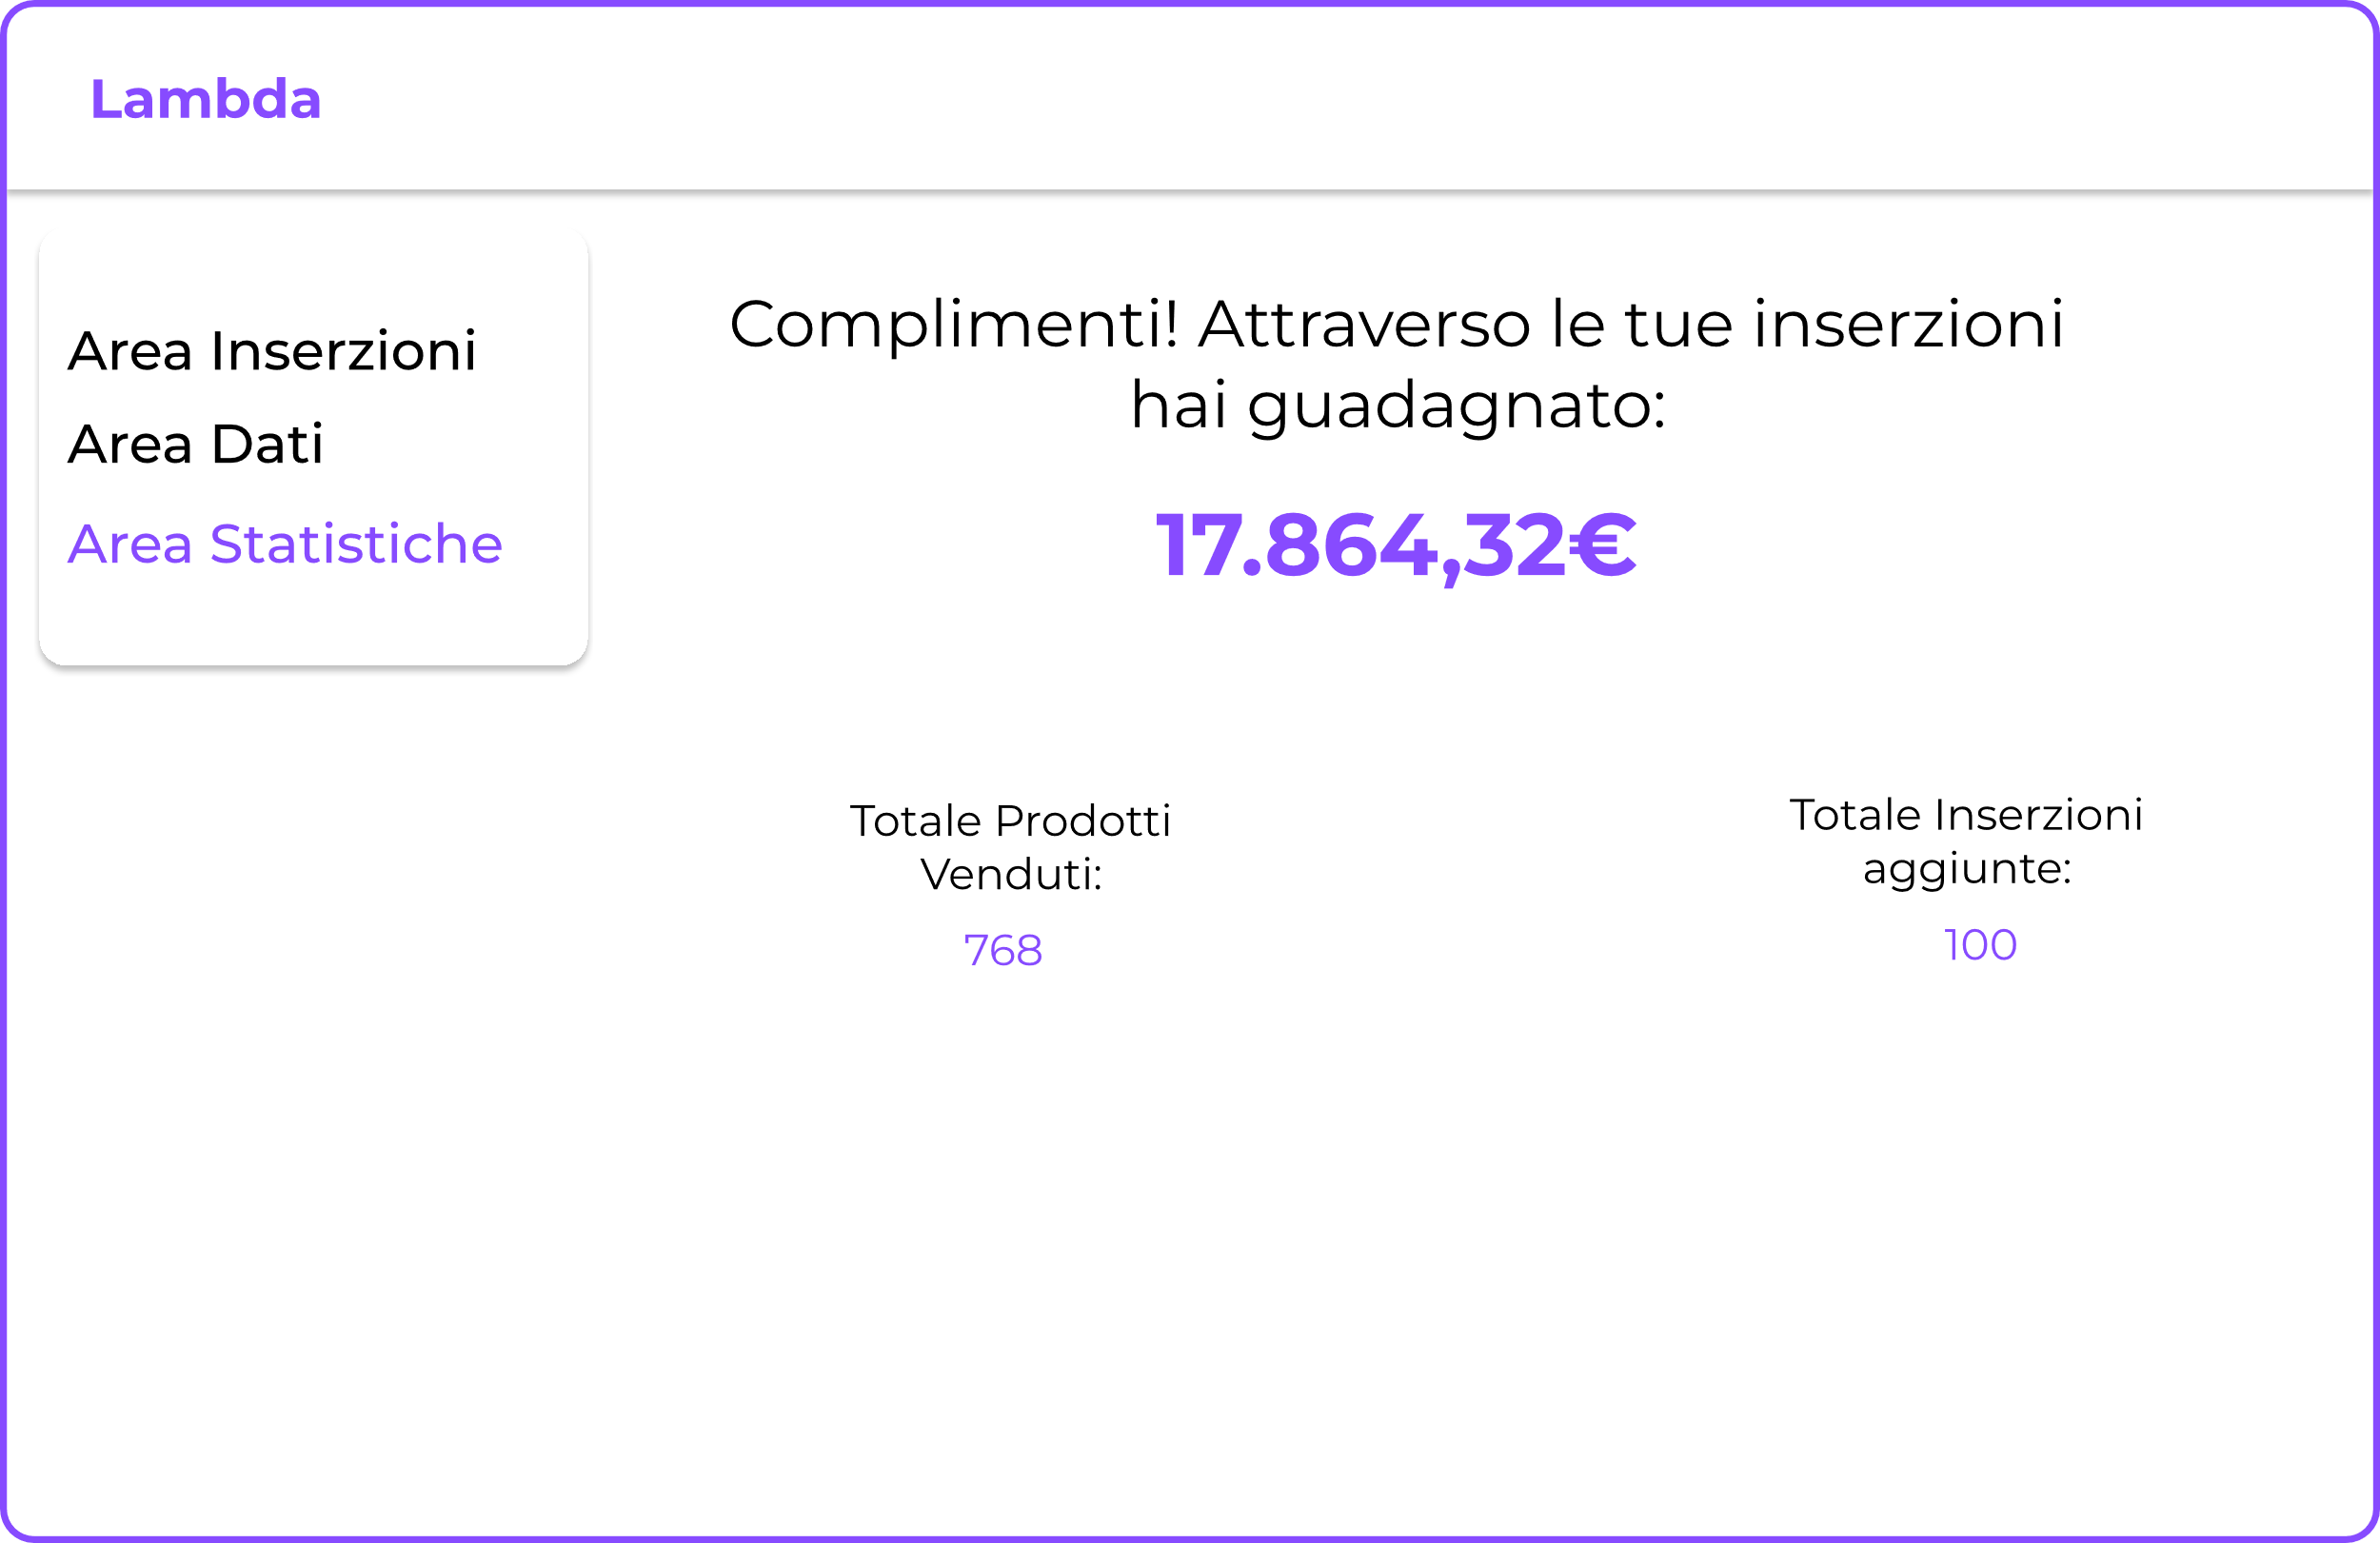 Lambda
Area Inserzioni
Area Dati
Area Statistiche
Complimenti! Attraverso le tue inserzioni
hai guadagnato:
17.864,32€
Totale Prodotti
Venduti:
768
Totale Inserzioni
aggiunte:
100